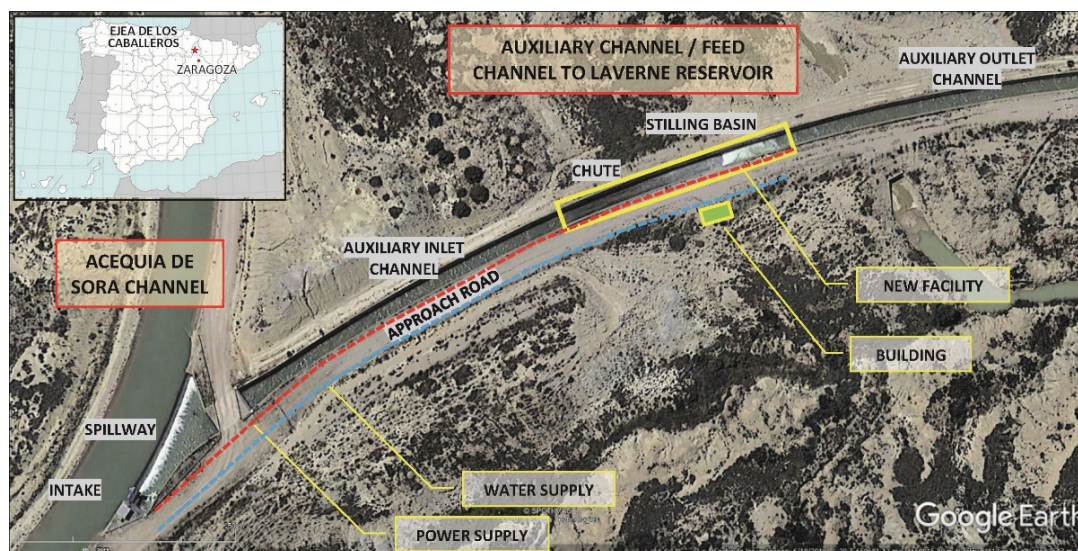 EJEA DE LOS
CABALLEROS
ZARAGOZA
AUXILIARY CHANNEL / FEED
CHANNEL TO LAVERNE RESERVOIR
AUXILIARY OUTLET
CHANNEL
STILLING BASIN
CHUTE
AUXILIARY INLET
CHANNEL
ACEQUIA DE
SORA CHANNEL
APPROACH ROAD
NEW FACILITY
BUILDING
SPILLWAY
INTAKE
WATER SUPPLY
POWER SUPPLY
Google Earth